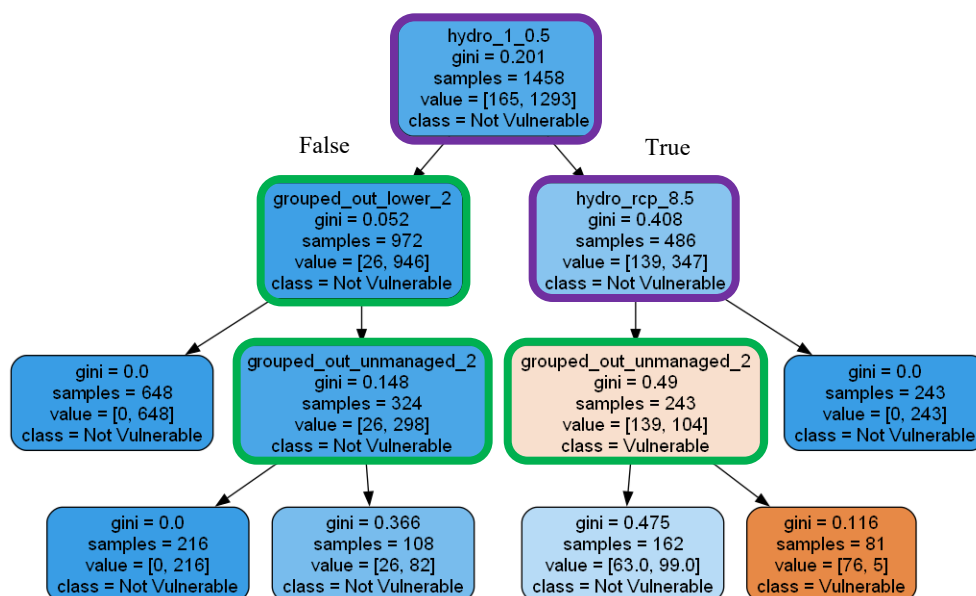 hydro_1_0.5
gini = 0.201
samples = 1458
value = [165, 1293]
class = Not Vulnerable
False
True
grouped_out_lower_2
gini = 0.052
samples = 972
value = [26, 946]
class = Not Vulnerable
hydro_rcp_8.5
gini = 0.408
samples = 486
value = [139, 347]
class = Not Vulnerable
gini = 0.0
samples = 648
value = [0, 648]
class = Not Vulnerable
grouped_out_unmanaged_2
gini = 0.148
samples = 324
value = [26, 298]
class = Not Vulnerable
grouped_out_unmanaged_2
gini = 0.49
samples = 243
value = [139, 104]
class = Vulnerable
gini = 0.0
samples = 243
value = [0, 243]
class = Not Vulnerable
gini = 0.0
samples = 216
value = [0, 216]
class = Not Vulnerable
gini = 0.366
samples = 108
value = [26, 82]
class = Not Vulnerable
gini = 0.475
samples = 162
value = [63.0, 99.0]
class = Not Vulnerable
gini = 0.116
samples = 81
value = [76, 5]
class = Vulnerable